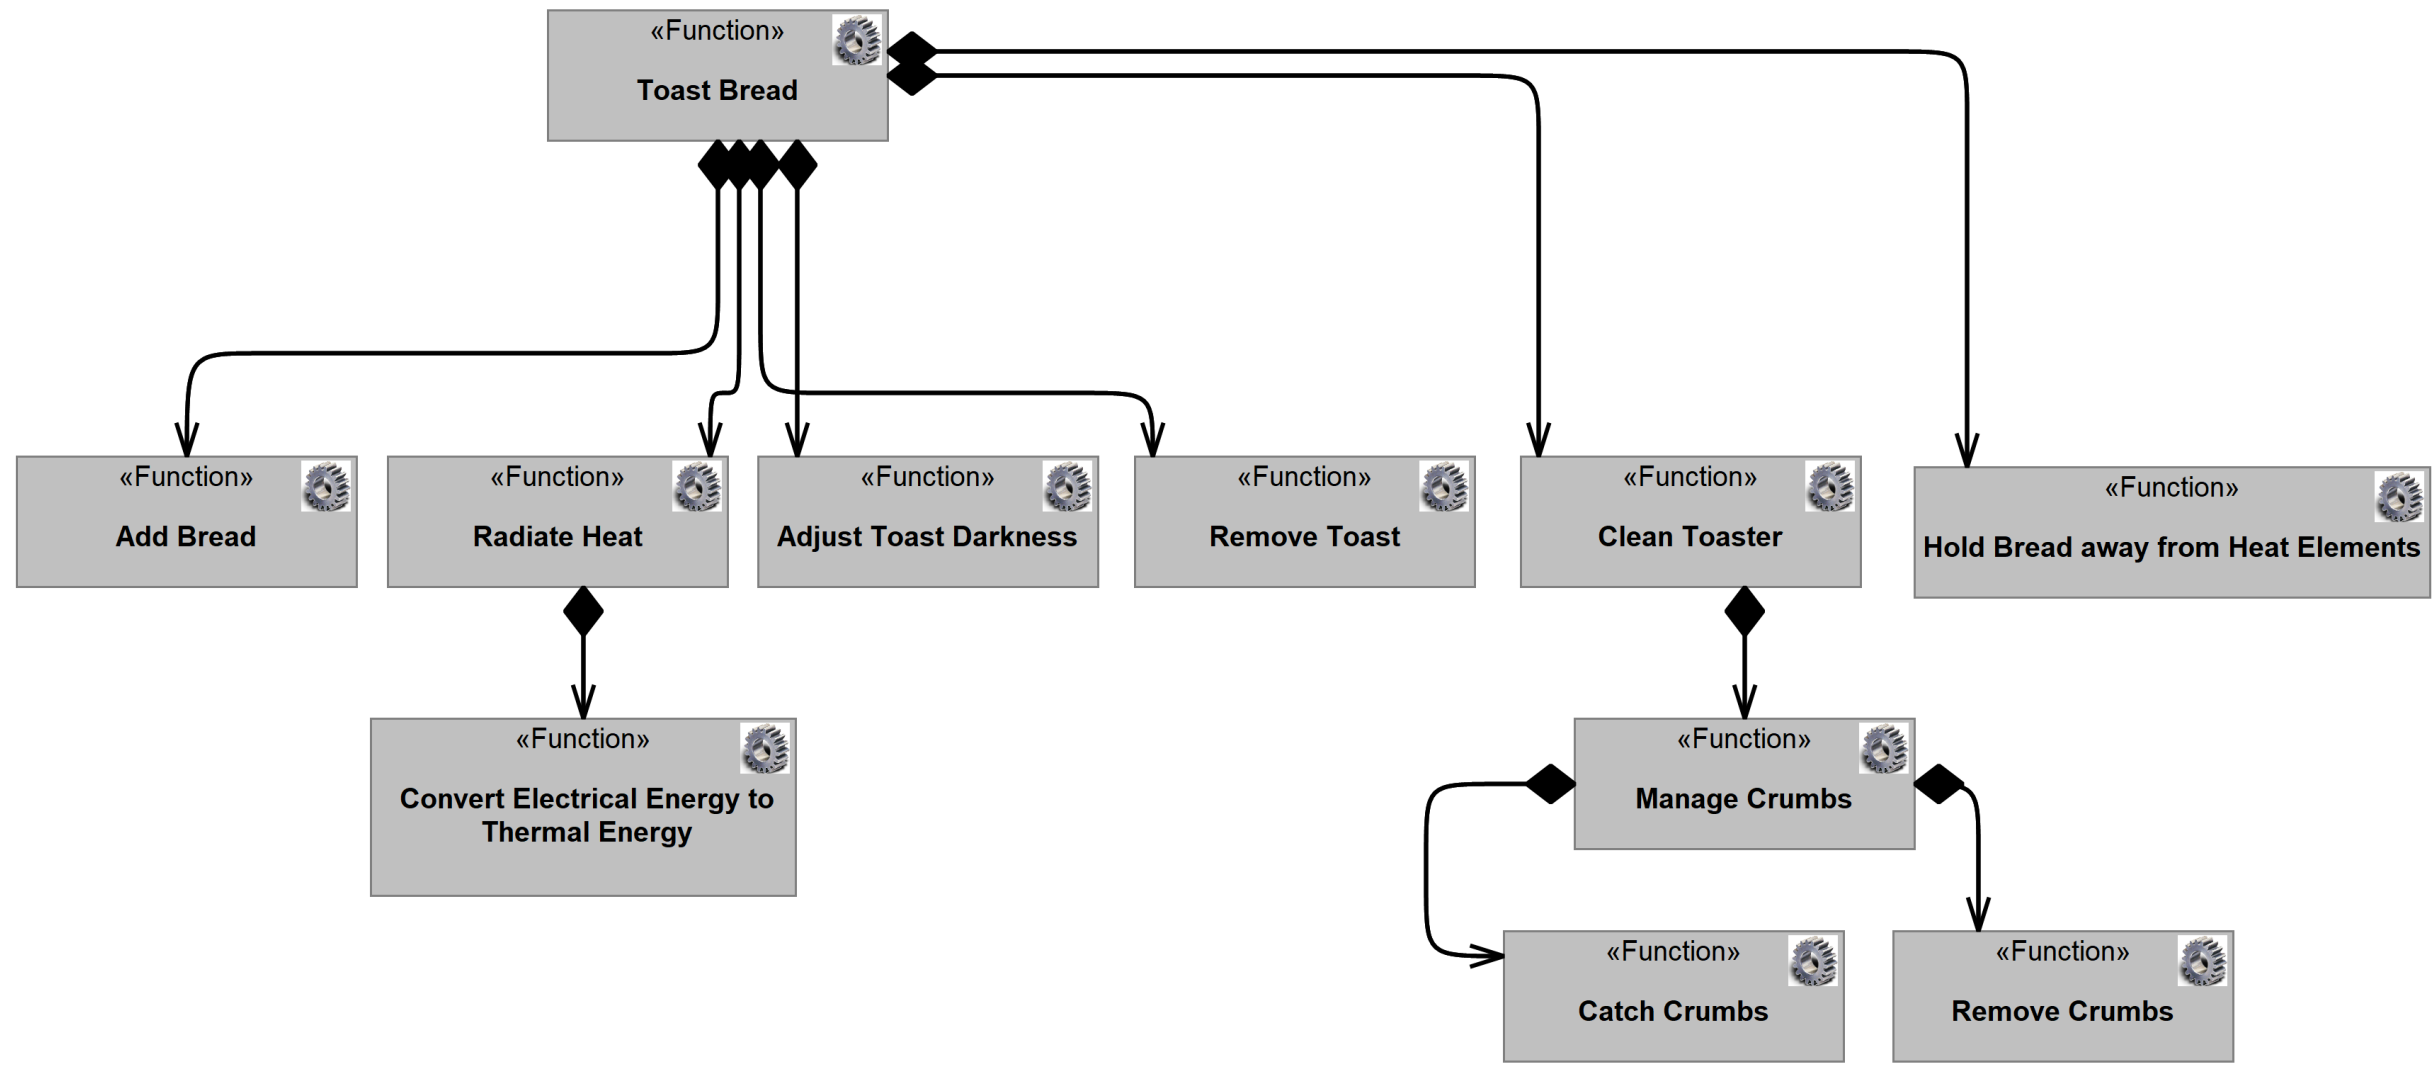 «Function»
Toast Bread
«Function»
Add Bread
«Function»
Radiate Heat
«Function»
Adjust Toast Darkness
«Function»
Remove Toast
«Function»
Clean Toaster
«Function»
Hold Bread away from Heat Elements
«Function»
Convert Electrical Energy to
Thermal Energy
«Function»
Manage Crumbs
«Function»
Catch Crumbs
«Function»
Remove Crumbs